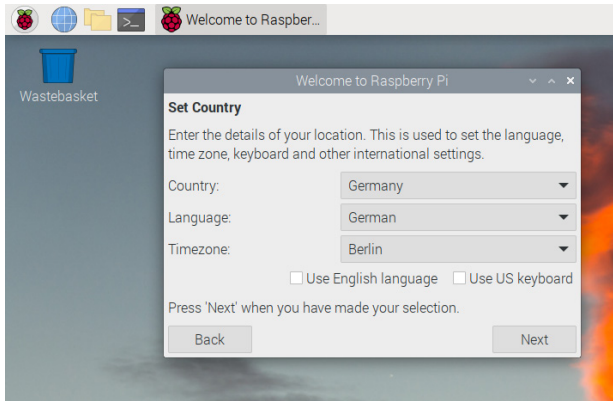 Welcome to Raspber...
Wastebasket
Welcome to Raspberry Pi
Set Country
Enter the details of your location. This is used to set the language,
time zone, keyboard and other international settings.
Country: Germany
Language: German
Timezone: Berlin
Use English language Use US keyboard
Press 'Next' when you have made your selection.
Back Next